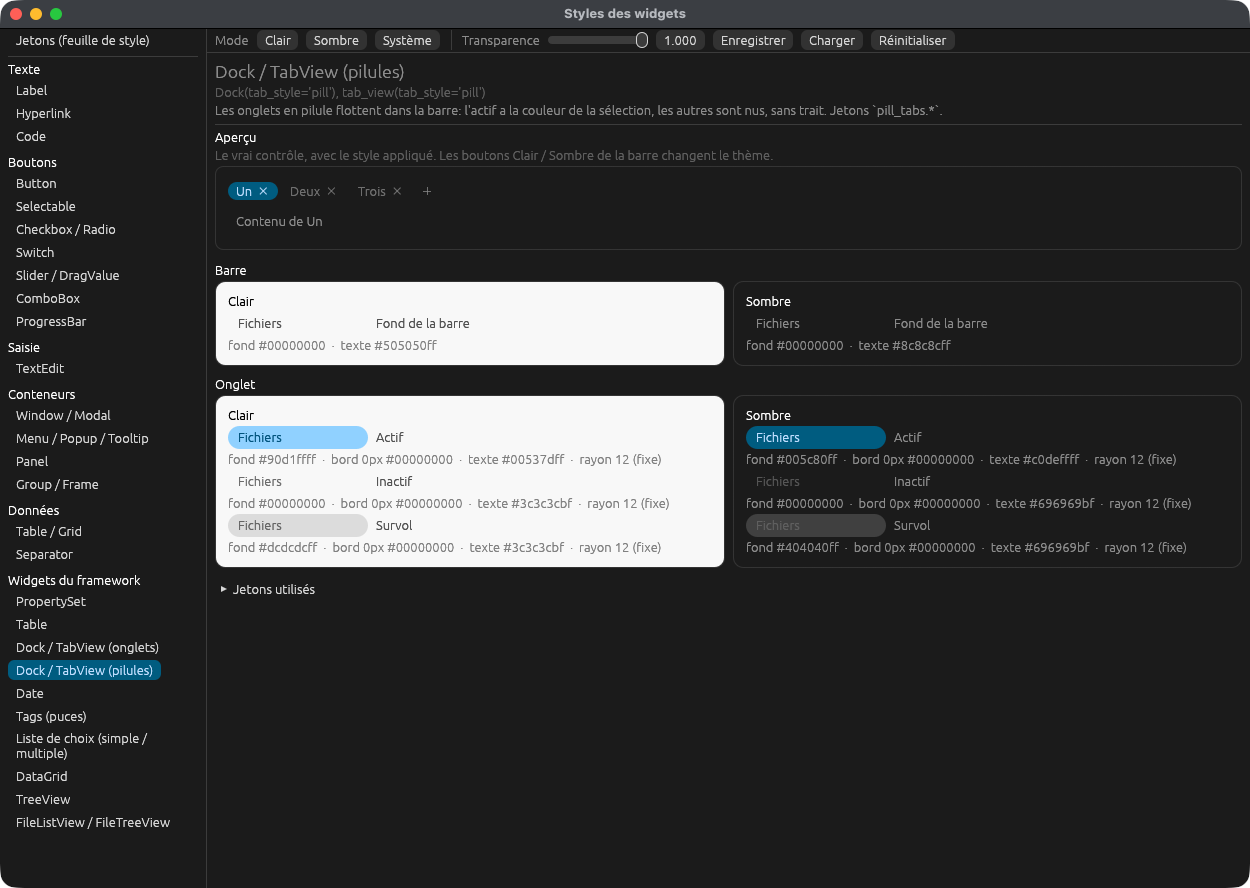 Styles des widgets
Jetons (feuille de style)
Texte
Label
Hyperlink
Code
Boutons
Button
Selectable
Checkbox / Radio
Switch
Slider / DragValue
ComboBox
ProgressBar
Saisie
TextEdit
Conteneurs
Window / Modal
Menu / Popup / Tooltip
Panel
Group / Frame
Données
Table / Grid
Separator
Widgets du framework
PropertySet
Table
Dock / TabView (onglets)
Dock / TabView (pilules)
Date
Tags (puces)
Liste de choix (simple /
multiple)
DataGrid
TreeView
FileListView / FileTreeView
Mode Clair Sombre Système Transparence 1.000 Enregistrer Charger Réinitialiser
Dock / TabView (pilules)
Dock(tab_style='pill'), tab_view(tab_style='pill')
Les onglets en pilule flottent dans la barre: l'actif a la couleur de la sélection, les autres sont nus, sans trait. Jetons `pill_tabs.*`.
Aperçu
Le vrai contrôle, avec le style appliqué. Les boutons Clair / Sombre de la barre changent le thème.
Un × Deux × Trois × +
Contenu de Un
Barre
Clair
Fichiers Fond de la barre
fond #00000000 · texte #505050ff
Sombre
Fichiers Fond de la barre
fond #00000000 · texte #8c8c8cff
Onglet
Clair
Fichiers Actif
fond #90d1ffff · bord 0px #00000000 · texte #00537dff · rayon 12 (fixe)
Fichiers Inactif
fond #00000000 · bord 0px #00000000 · texte #3c3c3cbf · rayon 12 (fixe)
Fichiers Survol
fond #dcdcdcff · bord 0px #00000000 · texte #3c3c3cbf · rayon 12 (fixe)
Sombre
Fichiers Actif
fond #005c80ff · bord 0px #00000000 · texte #c0deffff · rayon 12 (fixe)
Fichiers Inactif
fond #00000000 · bord 0px #00000000 · texte #696969bf · rayon 12 (fixe)
Fichiers Survol
fond #404040ff · bord 0px #00000000 · texte #696969bf · rayon 12 (fixe)
Jetons utilisés